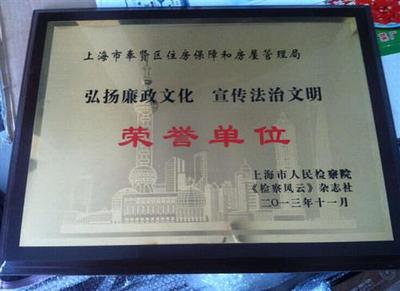 上海市奉贤区住房保障和房屋管理局
弘扬廉政文化 宣传法治文明
荣誉单位
上海市人民检察院
《检察风云》杂志社
二〇一三年十一月